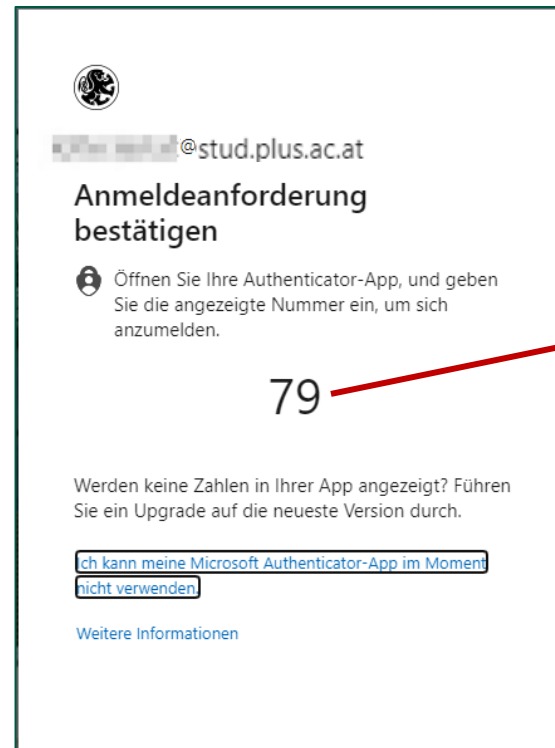 @stud.plus.ac.at
Anmeldeanforderung
bestätigen
Öffnen Sie Ihre Authenticator-App, und geben
Sie die angezeigte Nummer ein, um sich
anzumelden.
79
Werden keine Zahlen in Ihrer App angezeigt? Führen
Sie ein Upgrade auf die neueste Version durch.
Ich kann meine Microsoft Authenticator-App im Moment
nicht verwenden.
Weitere Informationen